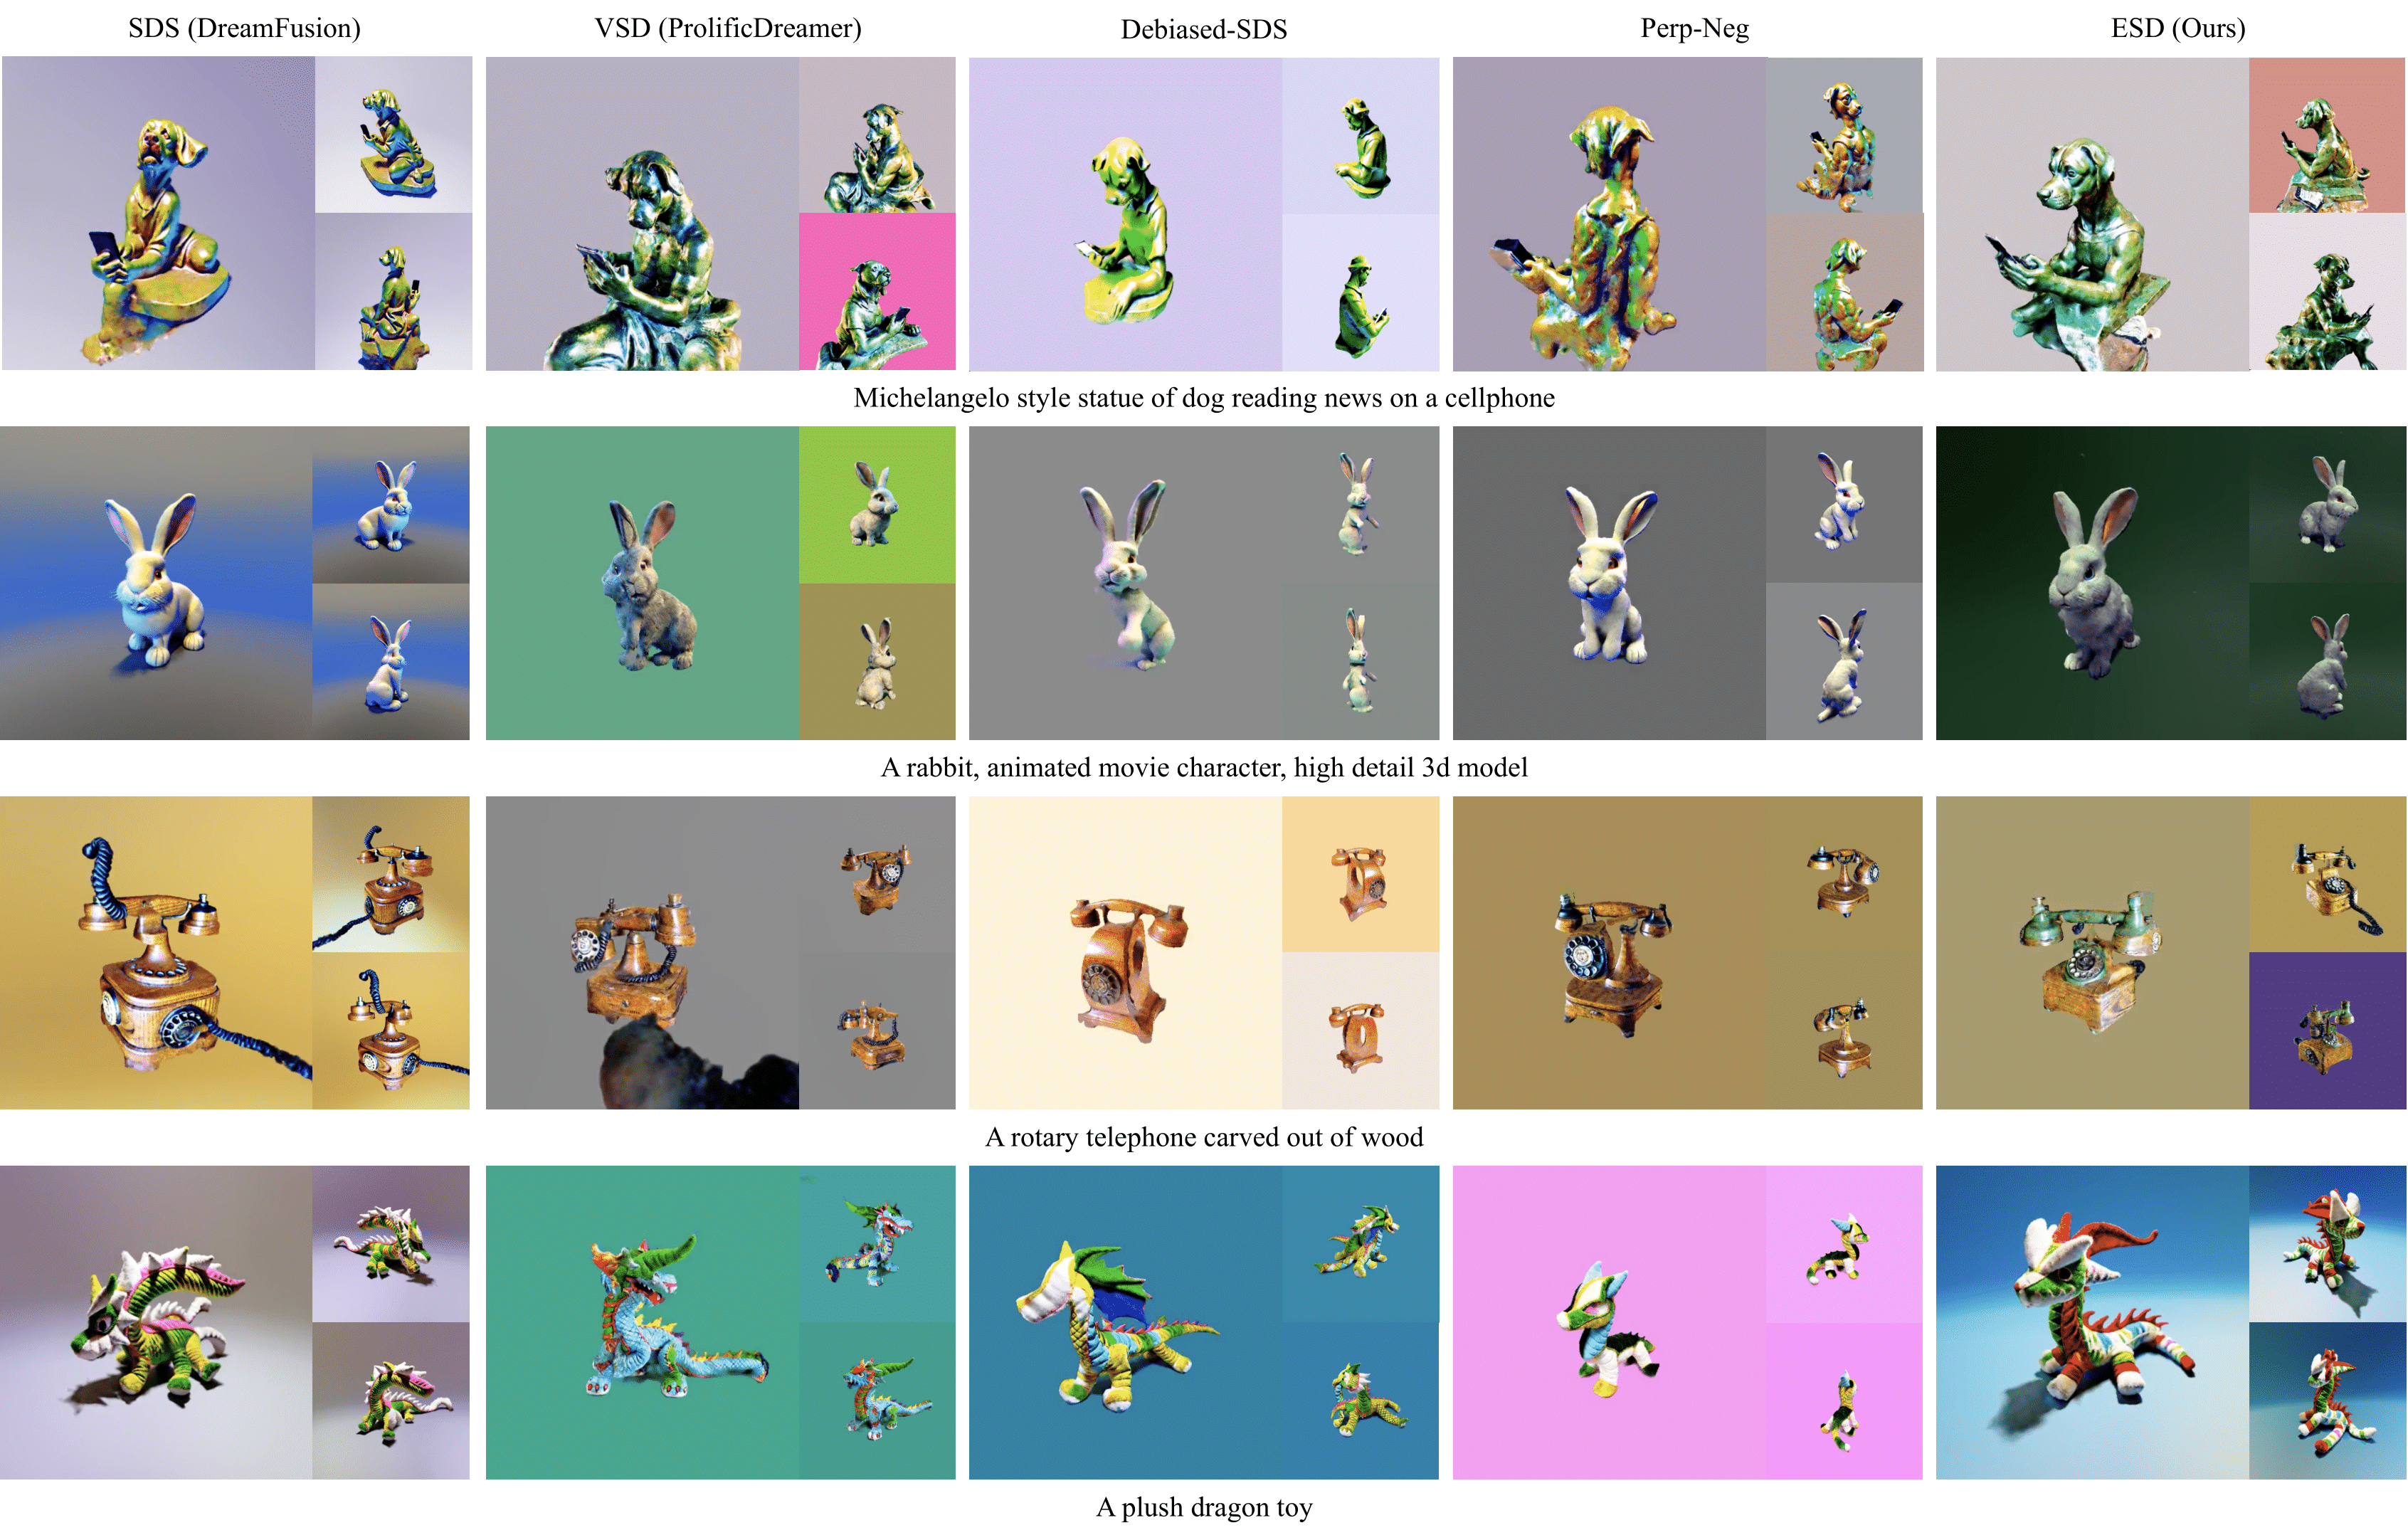 SDS (DreamFusion)
VSD (ProlificDreamer)
Debiased-SDS
Perp-Neg
ESD (Ours)
Michelangelo style statue of dog reading news on a cellphone
A rabbit, animated movie character, high detail 3d model
A rotary telephone carved out of wood
A plush dragon toy